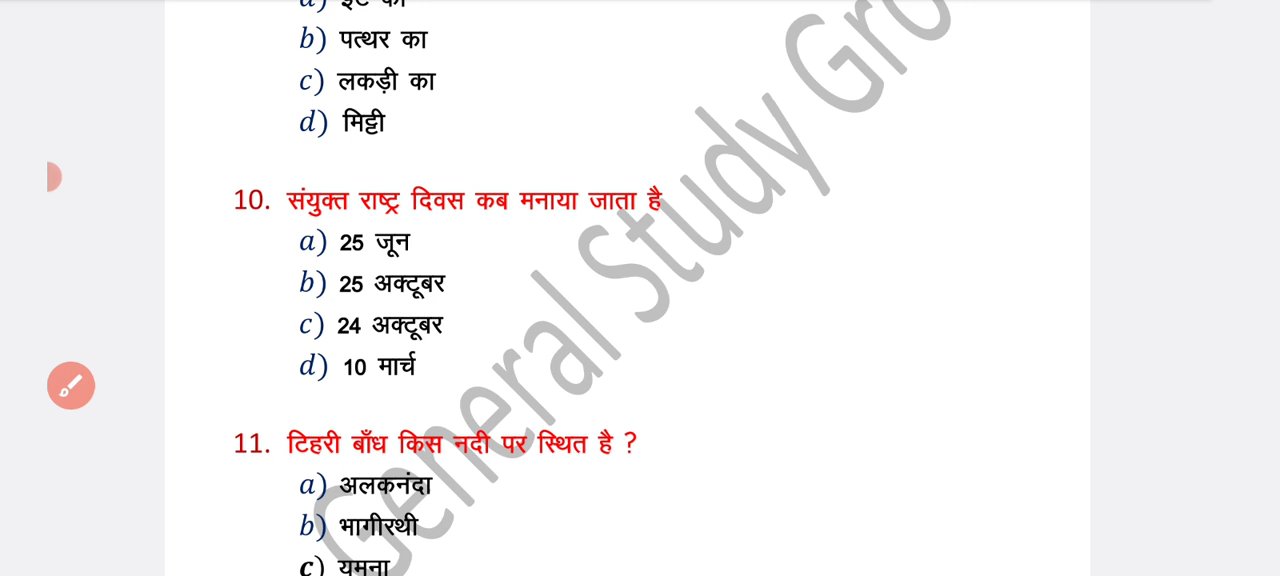 b) पत्थर का
c) लकड़ी का
d) मिट्टी
10. संयुक्त राष्ट्र दिवस कब मनाया जाता है
a) 25 जून
b) 25 अक्टूबर
c) 24 अक्टूबर
d) 10 मार्च
11. टिहरी बाँध किस नदी पर स्थित है ?
a) अलकनंदा
b) भागीरथी
c) यमुना
General Study Gro